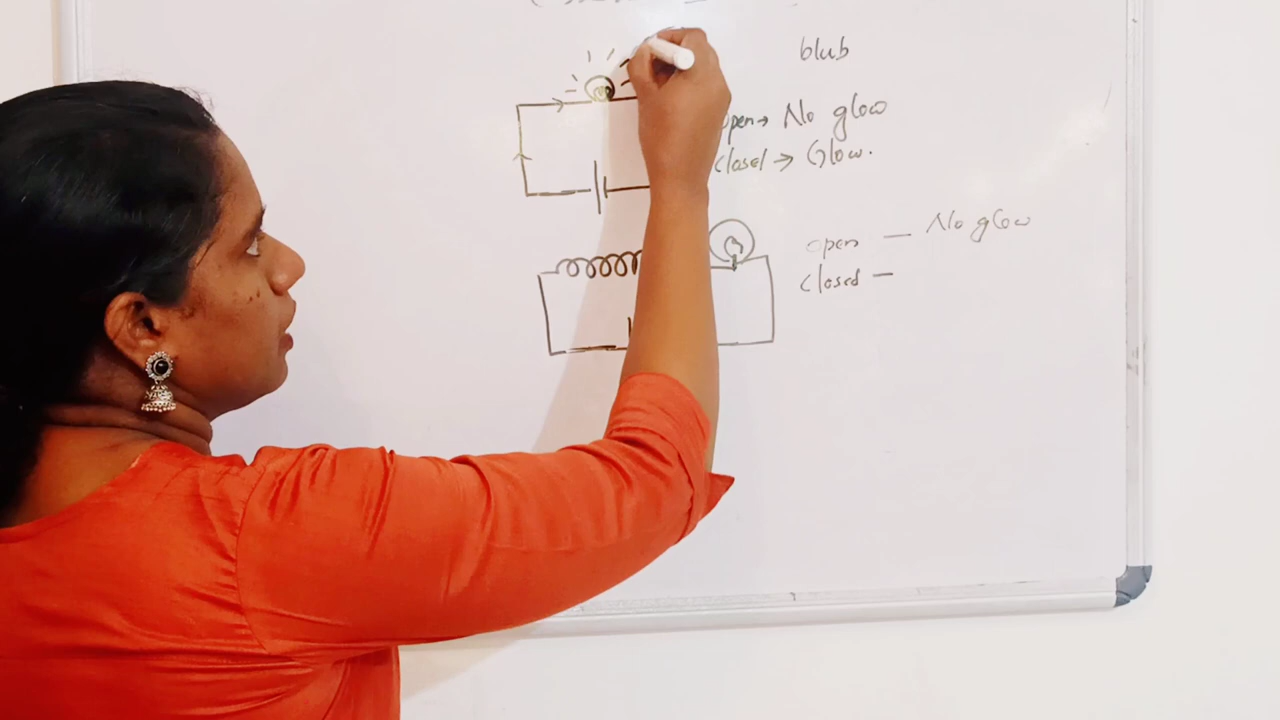 blub
open→ No glow
closed → Glow.
open — No glow
closed –